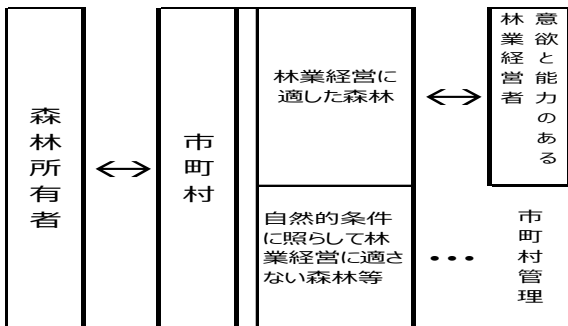 森林所有者
市町村
林業経営に
適した森林
自然的条件
に照らして林
業経営に適さ
ない森林等
意欲と能力のある
林業経営者
…
市町村管理